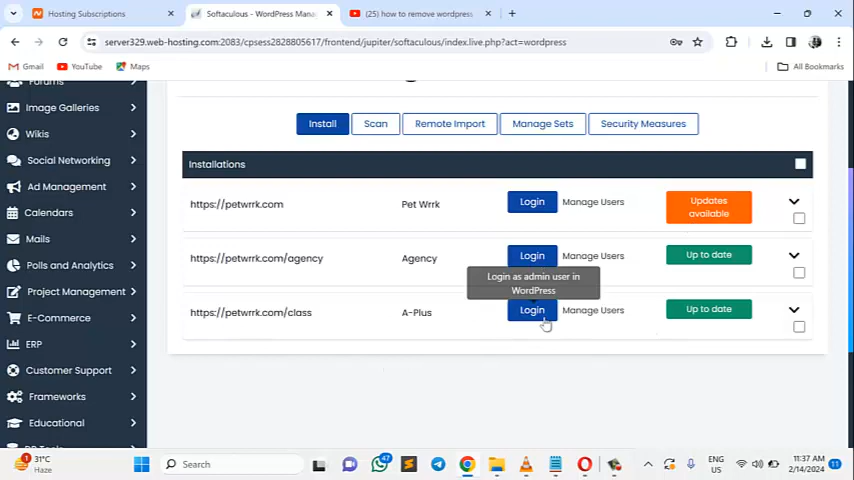 Hosting Subscriptions
Softaculous - WordPress Mana
(25) how to remove wordpress
server329.web-hosting.com:2083/cpsess2828805617/frontend/jupiter/softaculous/index.live.php?act=wordpress
Gmail
YouTube
Maps
All Bookmarks
Forums
Image Galleries
Wikis
Social Networking
Ad Management
Calendars
Mails
Polls and Analytics
Project Management
E-Commerce
ERP
Customer Support
Frameworks
Educational
Install
Scan
Remote Import
Manage Sets
Security Measures
Installations
https://petwrrk.com
Pet Wrrk
Login
Manage Users
Updates
available
https://petwrrk.com/agency
Agency
Login
Manage Users
Up to date
Login as admin user in
WordPress
https://petwrrk.com/class
A-Plus
Login
Manage Users
Up to date
31°C
Haze
Search
47
ENG
US
11:37 AM
2/14/2024
11